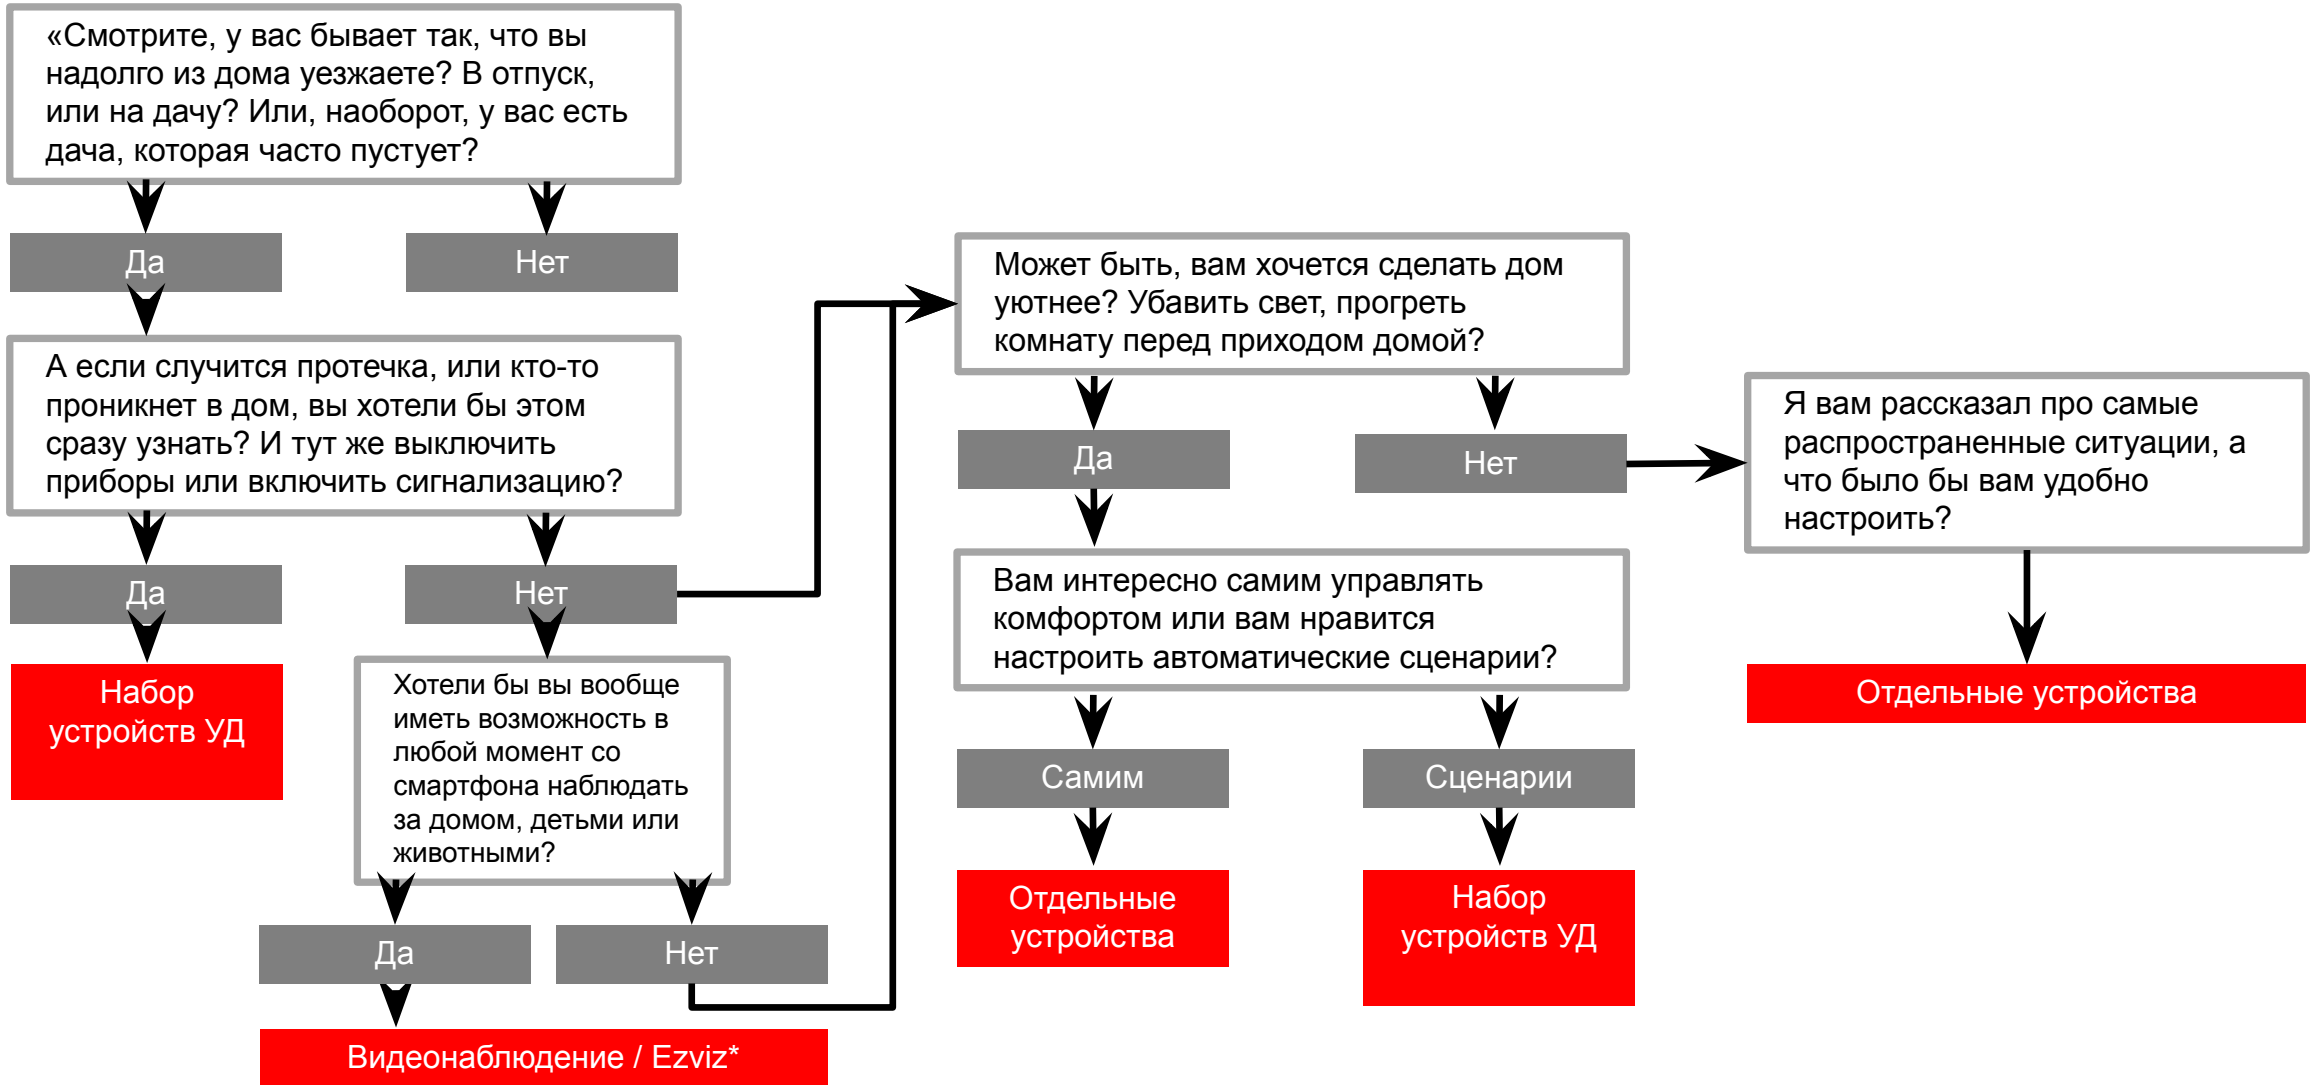 «Смотрите, у вас бывает так, что вы
надолго из дома уезжаете? В отпуск,
или на дачу? Или, наоборот, у вас есть
дача, которая часто пустует?
Да
Нет
А если случится протечка, или кто-то
проникнет в дом, вы хотели бы этом
сразу узнать? И тут же выключить
приборы или включить сигнализацию?
Да
Нет
Набор
устройств УД
Хотели бы вы вообще
иметь возможность в
любой момент со
смартфона наблюдать
за домом, детьми или
животными?
Да
Нет
Видеонаблюдение / Ezviz*
Может быть, вам хочется сделать дом
уютнее? Убавить свет, прогреть
комнату перед приходом домой?
Да
Нет
Вам интересно самим управлять
комфортом или вам нравится
настроить автоматические сценарии?
Самим
Сценарии
Отдельные
устройства
Набор
устройств УД
Я вам рассказал про самые
распространенные ситуации, а
что было бы вам удобно
настроить?
Отдельные устройства